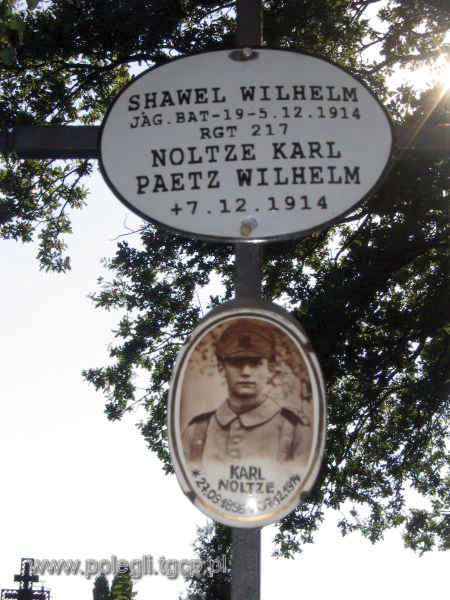 SHAWEL WILHELM
JÄG.BAT-19-5.12.1914
RGT 217
NOLTZE KARL
PAETZ WILHELM
+7.12.1914
KARL
NOLTZE
www.polegli.tgcp.pl